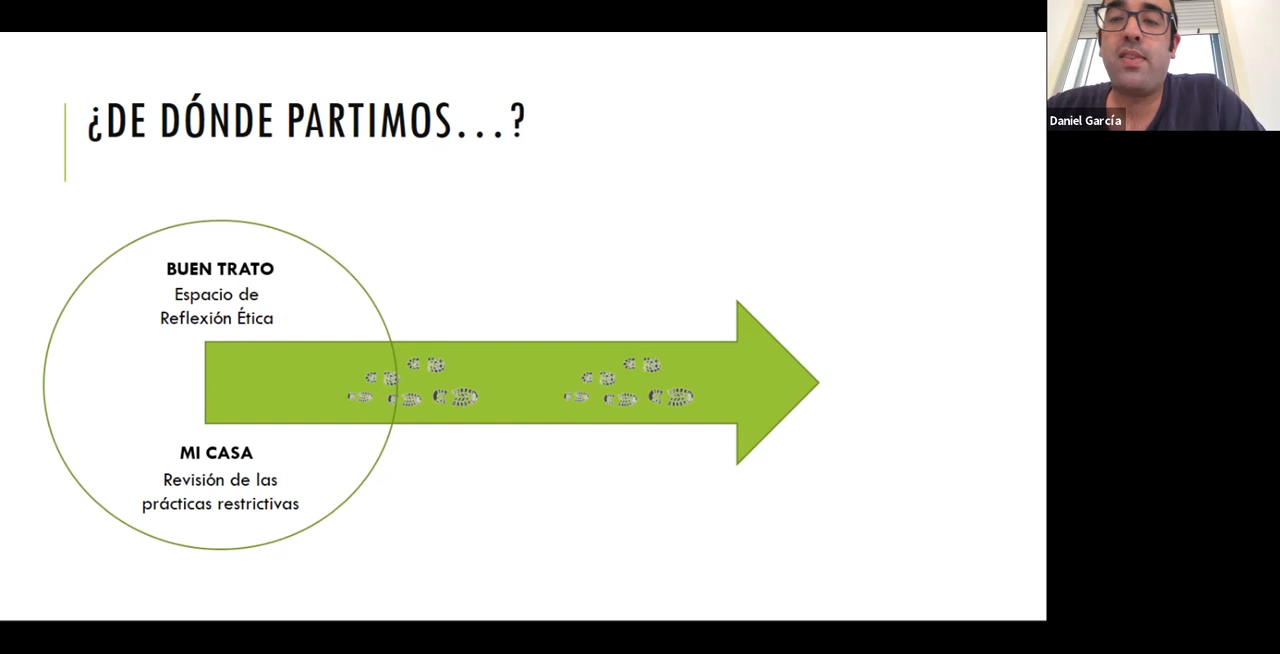 ¿DE DÓNDE PARTIMOS...?
BUEN TRATO
Espacio de
Reflexión Ética
MI CASA
Revisión de las
prácticas restrictivas
Daniel García